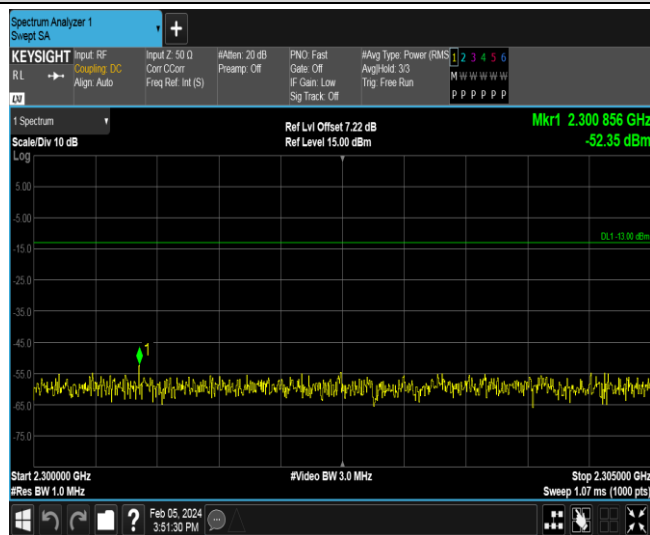 Spectrum Analyzer 1
Swept SA
+
KEYSIGHT Input: RF Input Z: 50 Ω #Atten: 20 dB PNO: Fast #Avg Type: Power (RMS 1 2 3 4 5 6
RL Coupling: DC Corr CCorr Preamp: Off Gate: Off Avg|Hold: 3/3 M W W W W W
Align: Auto Freq Ref: Int (S) IF Gain: Low Trig: Free Run
Sig Track: Off P P P P P P
LXI
1 Spectrum Ref Lvl Offset 7.22 dB Mkr1 2.300 856 GHz
Scale/Div 10 dB Ref Level 15.00 dBm -52.35 dBm
Log
5.00
-5.00
DL1 -13.00 dBm
-15.0
-25.0
-35.0
-45.0
1
-55.0
-65.0
-75.0
Start 2.300000 GHz #Video BW 3.0 MHz Stop 2.305000 GHz
#Res BW 1.0 MHz Sweep 1.07 ms (1000 pts)
? Feb 05, 2024
3:51:30 PM